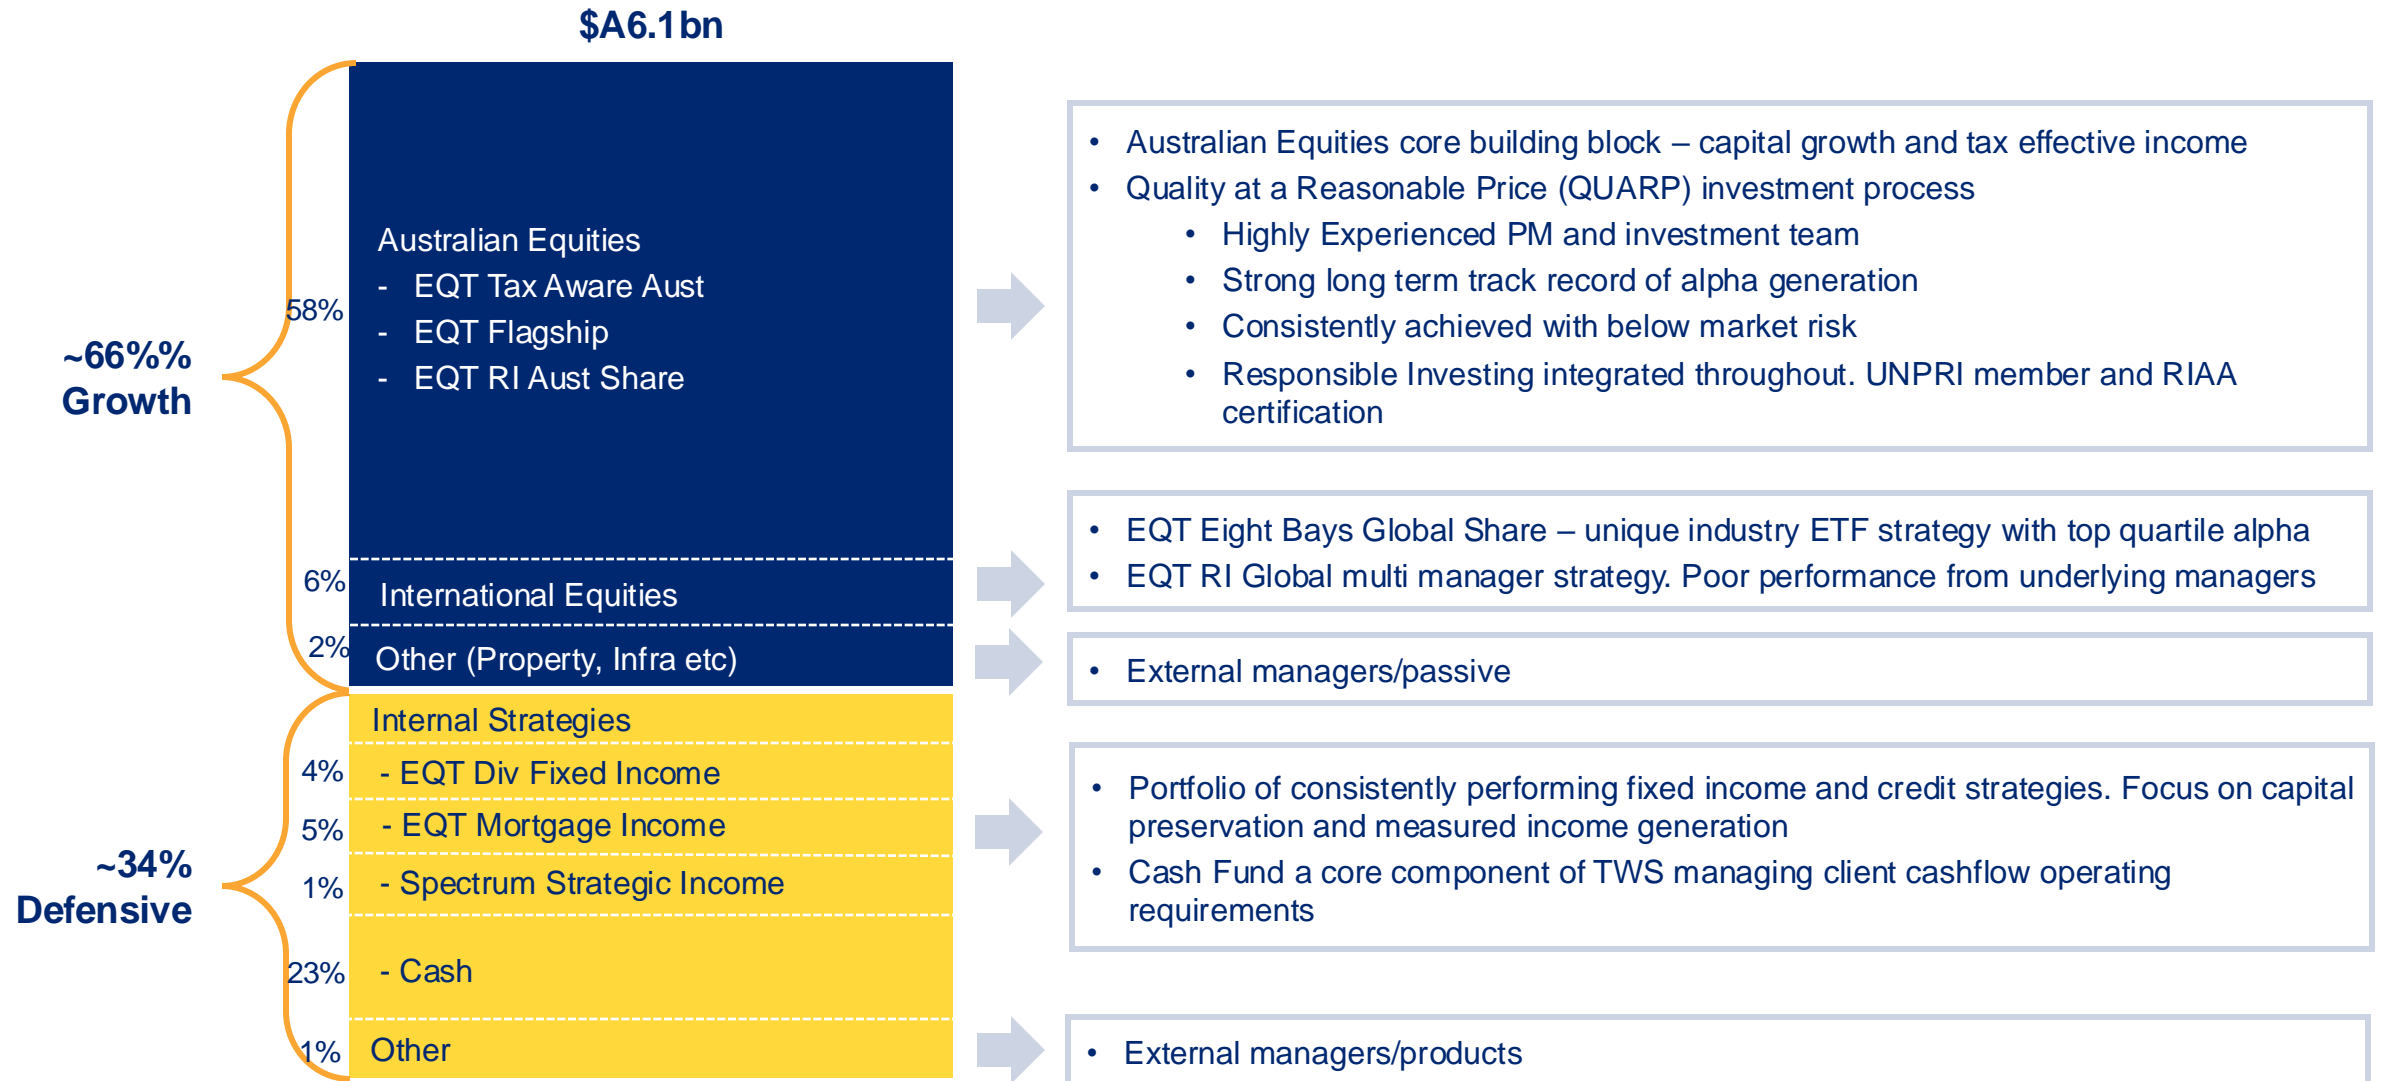 $A6.1bn
~66%%
Growth
58%
Australian Equities
- EQT Tax Aware Aust
- EQT Flagship
- EQT RI Aust Share
• Australian Equities core building block – capital growth and tax effective income
• Quality at a Reasonable Price (QUARP) investment process
• Highly Experienced PM and investment team
• Strong long term track record of alpha generation
• Consistently achieved with below market risk
• Responsible Investing integrated throughout. UNPRI member and RIAA
certification
6%
International Equities
• EQT Eight Bays Global Share – unique industry ETF strategy with top quartile alpha
• EQT RI Global multi manager strategy. Poor performance from underlying managers
2%
Other (Property, Infra etc)
• External managers/passive
~34%
Defensive
Internal Strategies
4%
- EQT Div Fixed Income
5%
- EQT Mortgage Income
1%
- Spectrum Strategic Income
23%
- Cash
• Portfolio of consistently performing fixed income and credit strategies. Focus on capital
preservation and measured income generation
• Cash Fund a core component of TWS managing client cashflow operating
requirements
1%
Other
• External managers/products